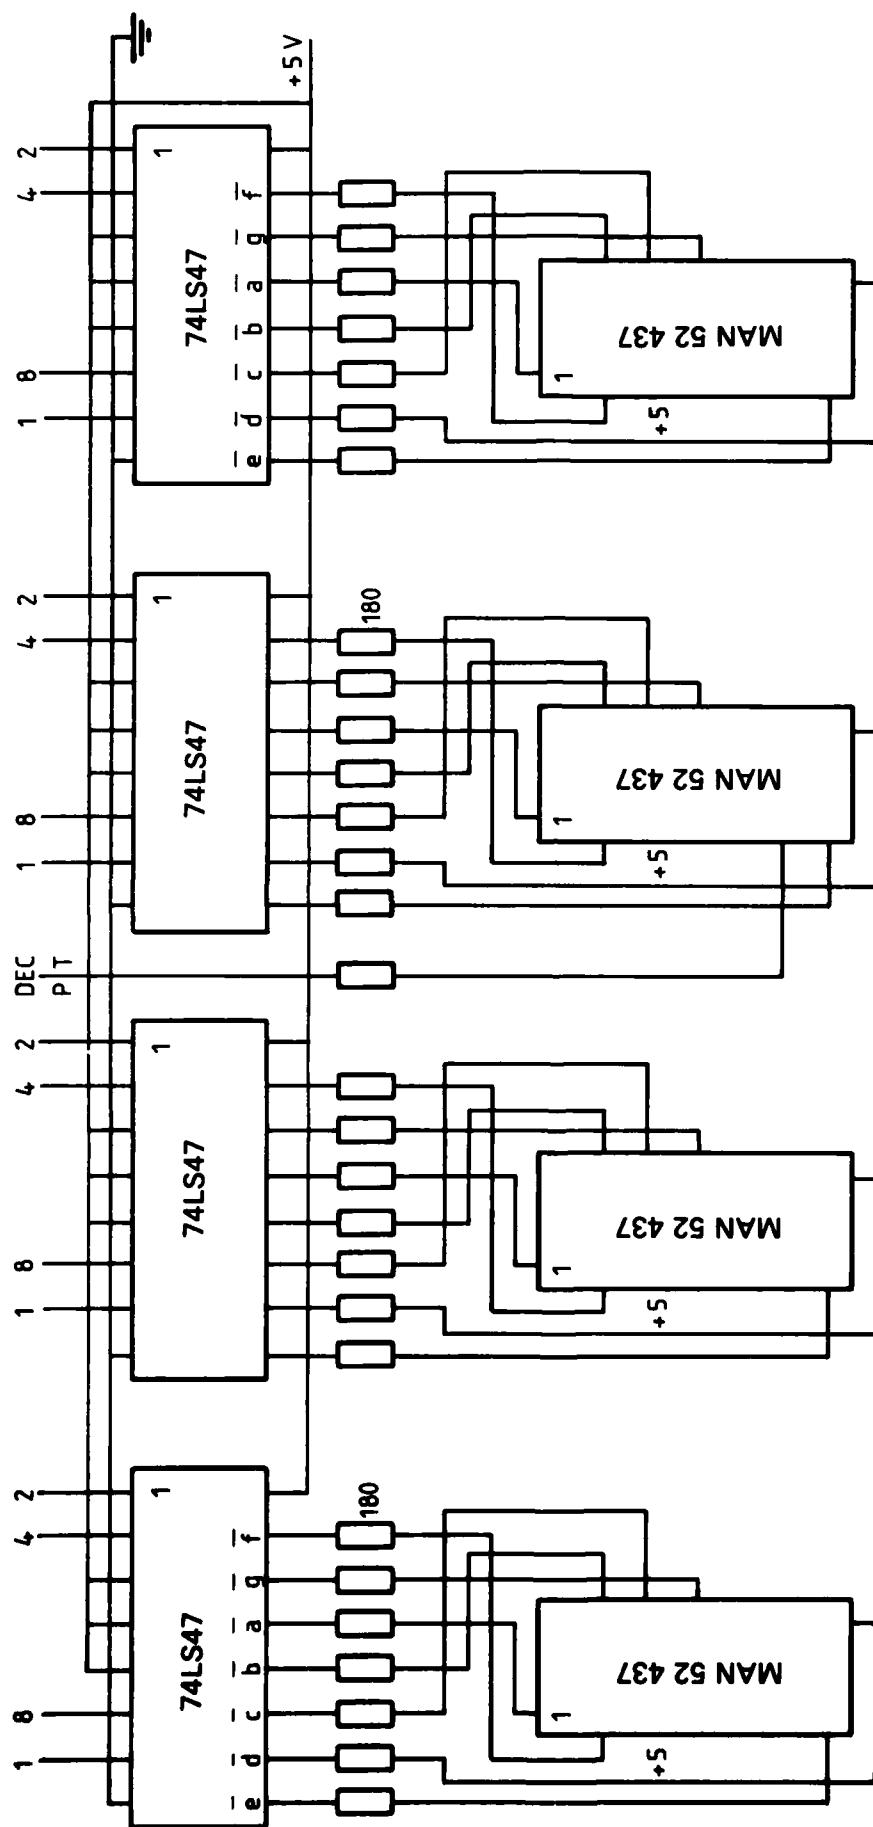 1 8 4 2 1 8 4 2 DEC 1 8 4 2 1 8 4 2
P T
1 1 1 1
74LS47 74LS47 74LS47 74LS47
e̅ d̅ c̅ b̅ a̅ g̅ f̅ e̅ d̅ c̅ b̅ a̅ g̅ f̅
+5V
180 180
1 1 1 1
+5 +5 +5 +5
MAN 52 437 MAN 52 437 MAN 52 437 MAN 52 437